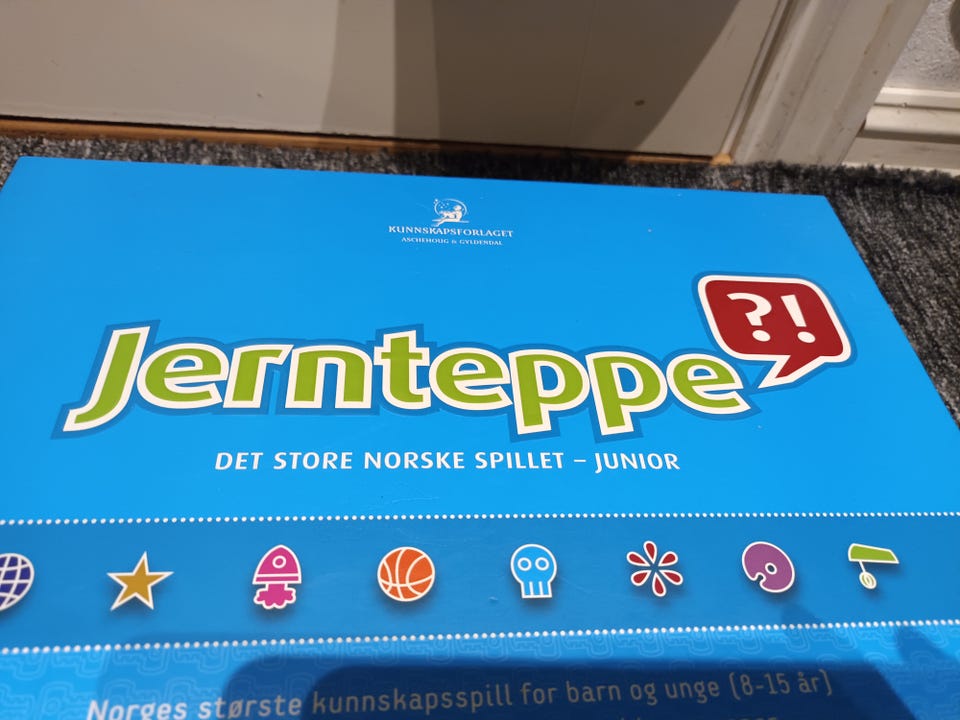 KUNNSKAPSFORLAGET
ASCHEHOUG & GYLDENDAL
Jernteppe ?!
DET STORE NORSKE SPILLET – JUNIOR
Norges største kunnskapsspill for barn og unge (8-15 år)